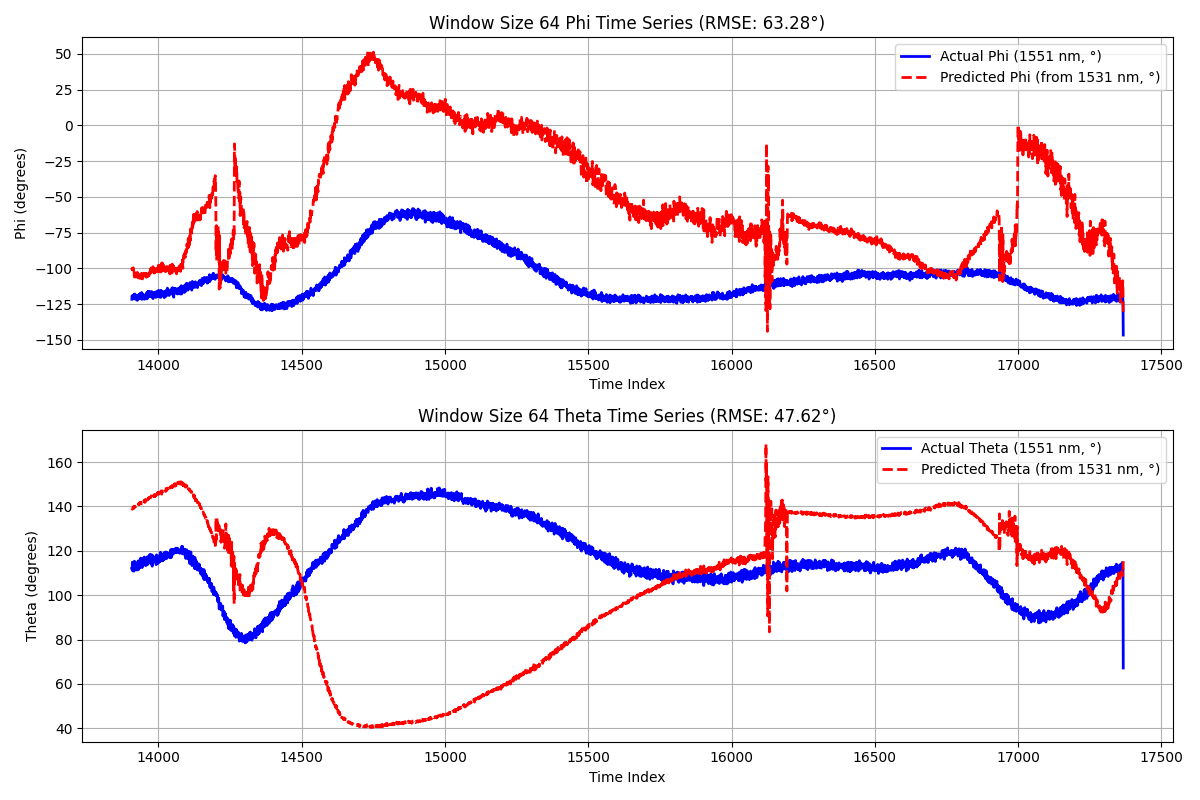 Window Size 64 Phi Time Series (RMSE: 63.28°)
Actual Phi (1551 nm, °)
Predicted Phi (from 1531 nm, °)
Phi (degrees)
50
25
0
−25
−50
−75
−100
−125
−150
14000 14500 15000 15500 16000 16500 17000 17500
Time Index
Window Size 64 Theta Time Series (RMSE: 47.62°)
Actual Theta (1551 nm, °)
Predicted Theta (from 1531 nm, °)
Theta (degrees)
160
140
120
100
80
60
40
14000 14500 15000 15500 16000 16500 17000 17500
Time Index